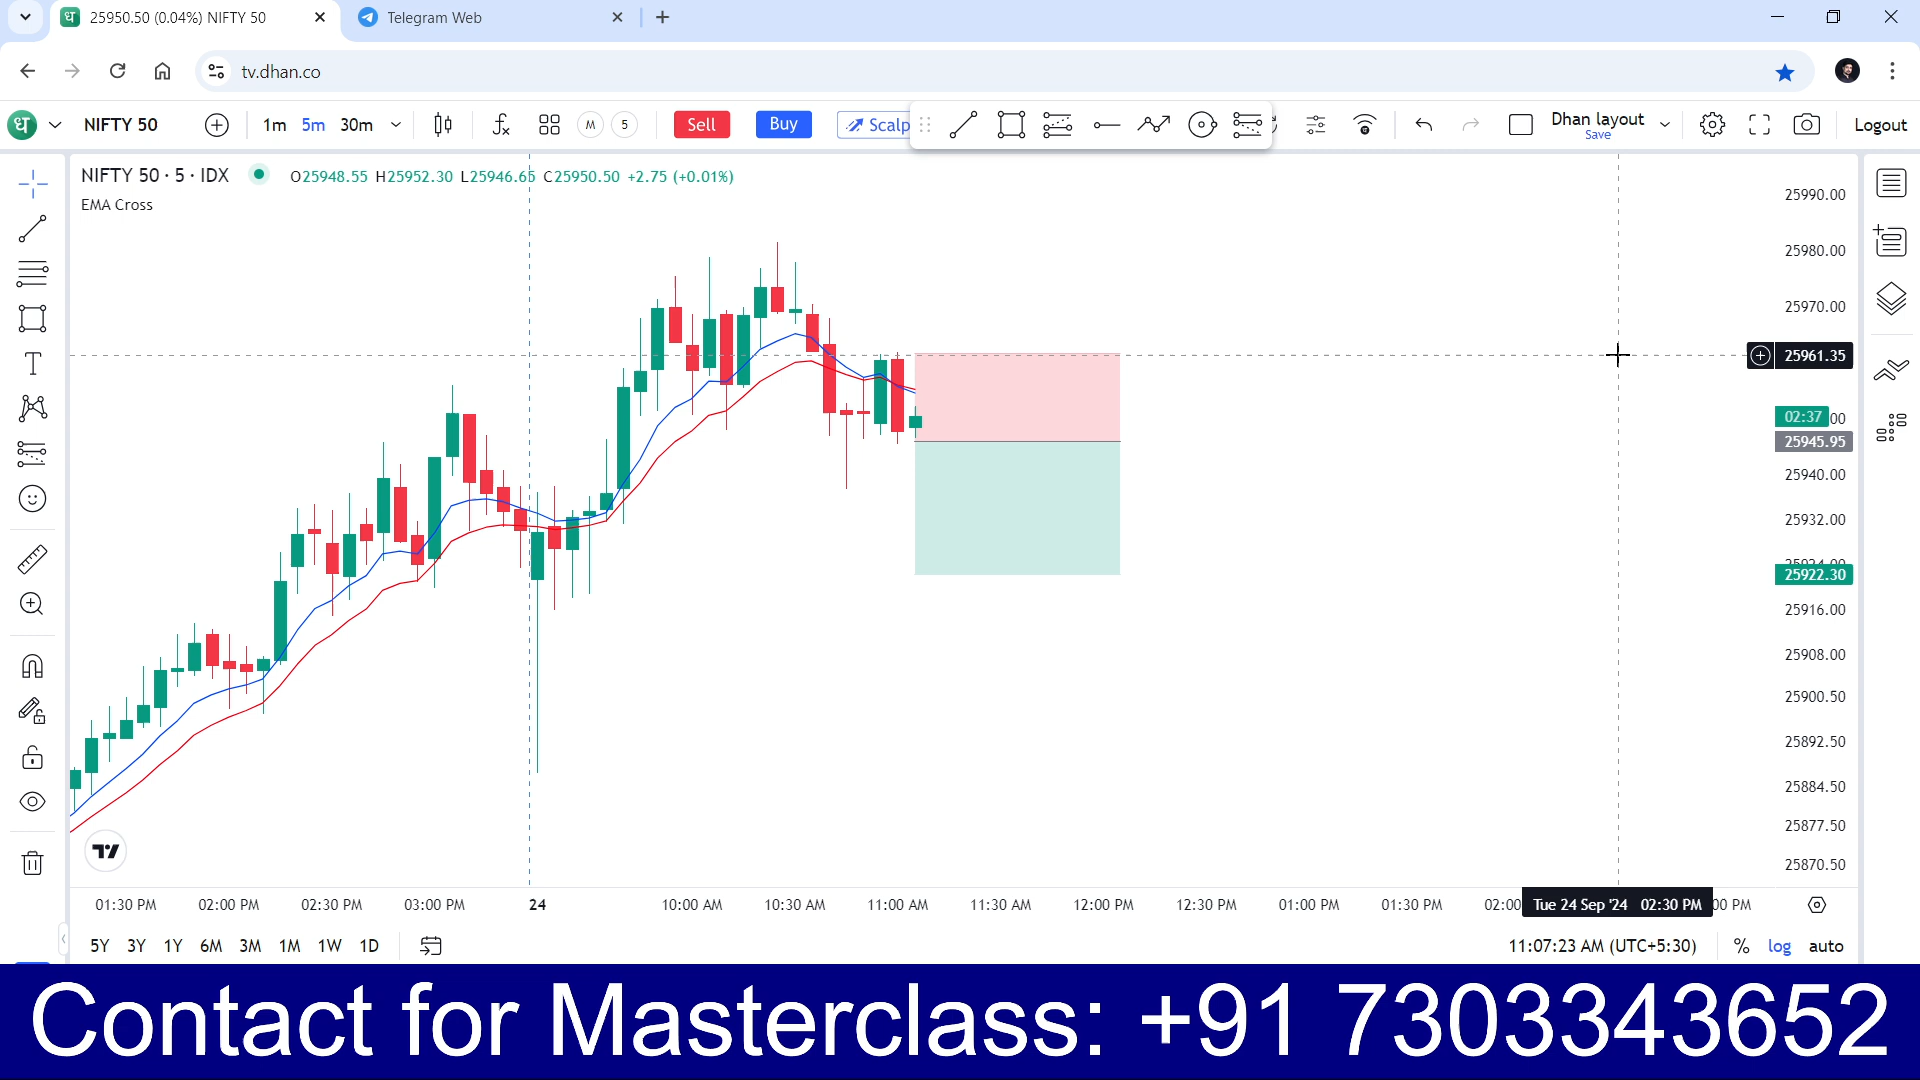 25950.50 (0.04%) NIFTY 50
Telegram Web
tv.dhan.co
ધ NIFTY 50 1m 5m 30m M 5 Sell Buy Scalp Dhan layout Save Logout
NIFTY 50 · 5 · IDX O25948.55 H25952.30 L25946.65 C25950.50 +2.75 (+0.01%)
EMA Cross
25990.00
25980.00
25970.00
25961.35
02:37
25945.95
25940.00
25932.00
25922.30
25916.00
25908.00
25900.50
25892.50
25884.50
25877.50
25870.50
01:30 PM 02:00 PM 02:30 PM 03:00 PM 24 10:00 AM 10:30 AM 11:00 AM 11:30 AM 12:00 PM 12:30 PM 01:00 PM 01:30 PM 02:00 Tue 24 Sep '24 02:30 PM 00 PM
5Y 3Y 1Y 6M 3M 1M 1W 1D 11:07:23 AM (UTC+5:30) % log auto
Contact for Masterclass: +91 7303343652